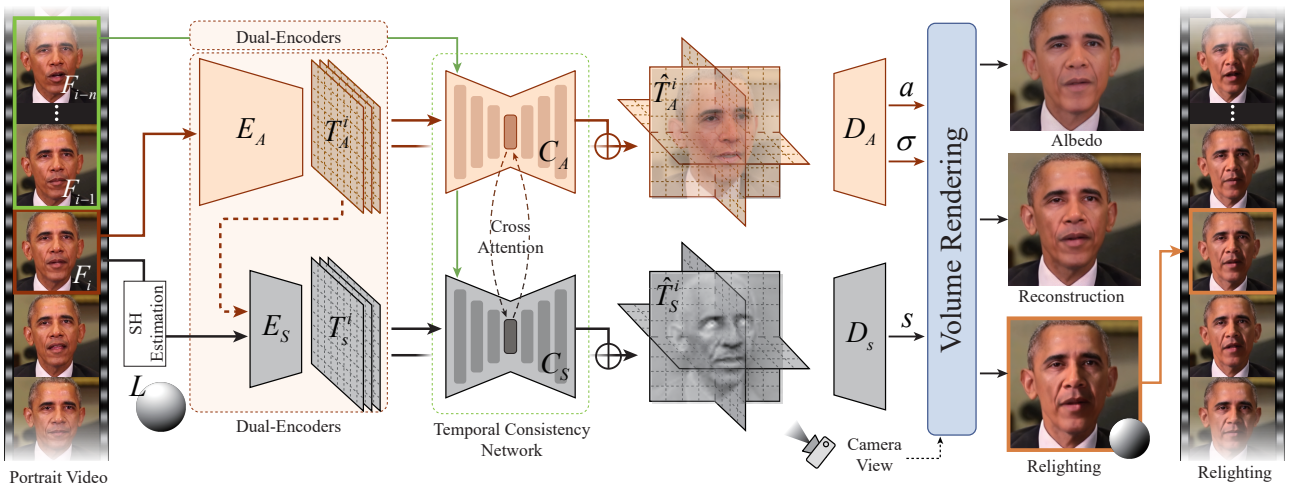 Dual-Encoders
F_{i-n}
F_{i-1}
F_i
Portrait Video
SH
Estimation
L
E_A
T_A^i
E_S
T_s^i
Dual-Encoders
C_A
Cross
Attention
C_S
Temporal Consistency
Network
\hat{T}_A^i
\hat{T}_S^i
D_A
a
σ
D_s
s
Camera
View
Volume Rendering
Albedo
Reconstruction
Relighting
Relighting